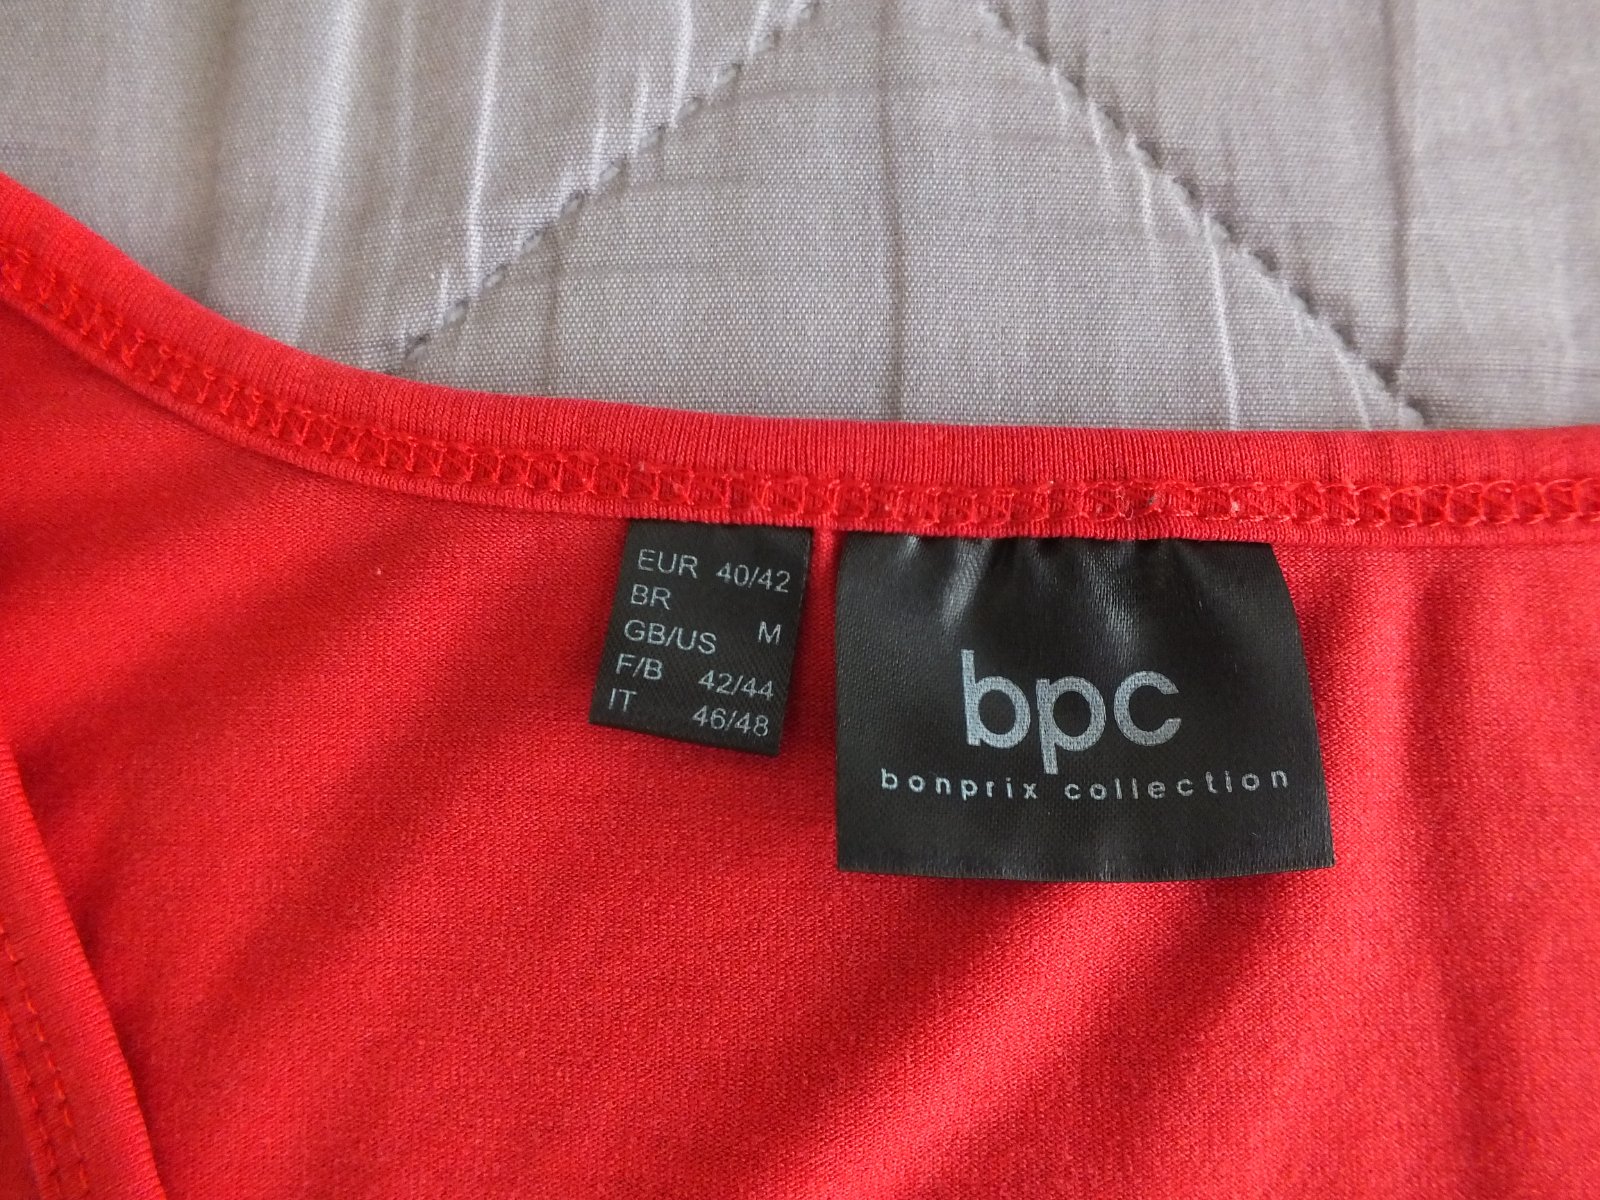 EUR 40/42
BR
GB/US M
F/B 42/44
IT 46/48
bpc
bonprix collection